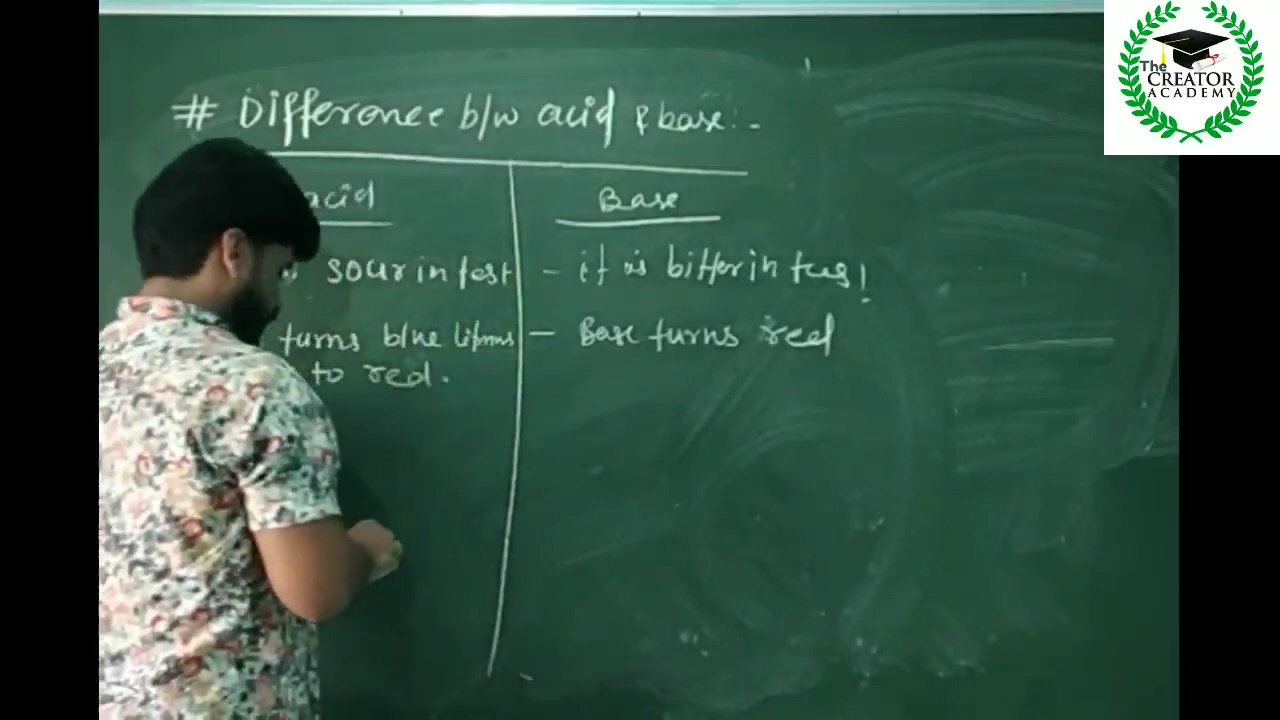 # Difference b/w acid & base :-
acid
Base
sour in test
- it is bitter in
turns blue litmus
to red.
- Base turns red
The
CREATOR
ACADEMY